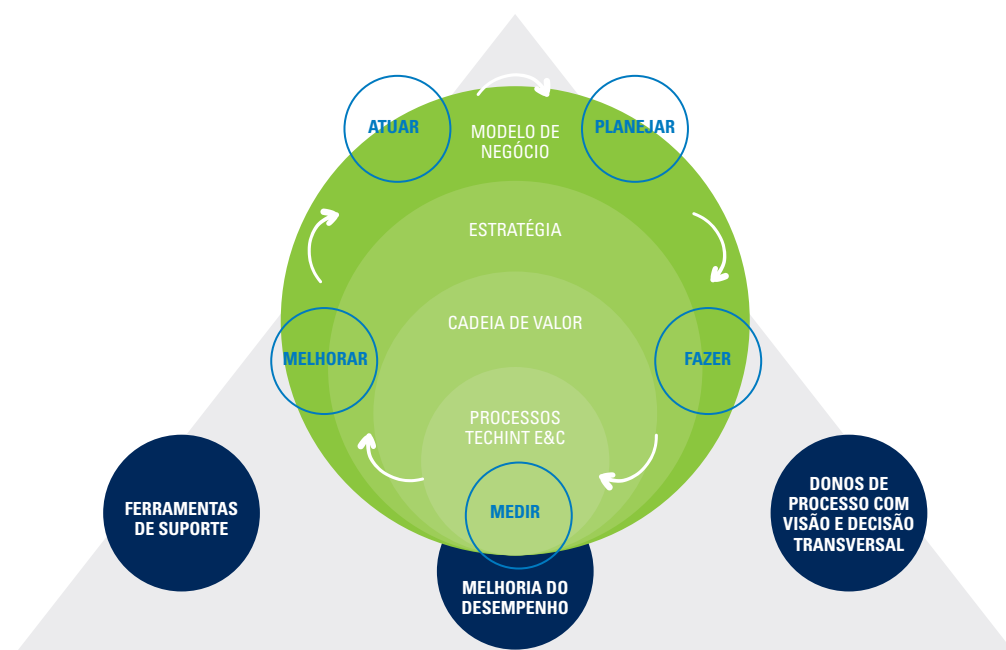 ATUAR
MODELO DE
NEGÓCIO
PLANEJAR
ESTRATÉGIA
CADEIA DE VALOR
MELHORAR
FAZER
PROCESSOS
TECHINT E&C
MEDIR
FERRAMENTAS
DE SUPORTE
MELHORIA DO
DESEMPENHO
DONOS DE
PROCESSO COM
VISÃO E DECISÃO
TRANSVERSAL